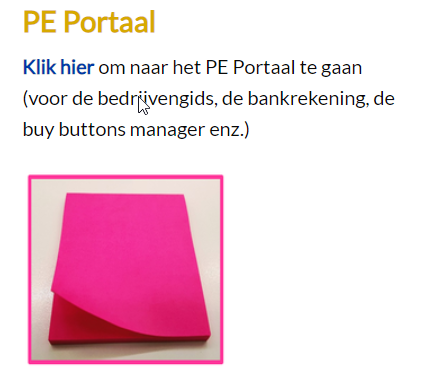 PE Portaal
Klik hier om naar het PE Portaal te gaan
(voor de bedrijvengids, de bankrekening, de
buy buttons manager enz.)